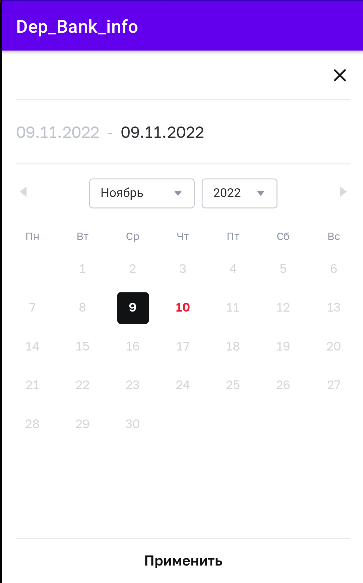 Dep_Bank_info
09.11.2022 - 09.11.2022
Ноябрь 2022
Пн Вт Ср Чт Пт Сб Вс
1 2 3 4 5 6
7 8 9 10 11 12 13
14 15 16 17 18 19 20
21 22 23 24 25 26 27
28 29 30
Применить